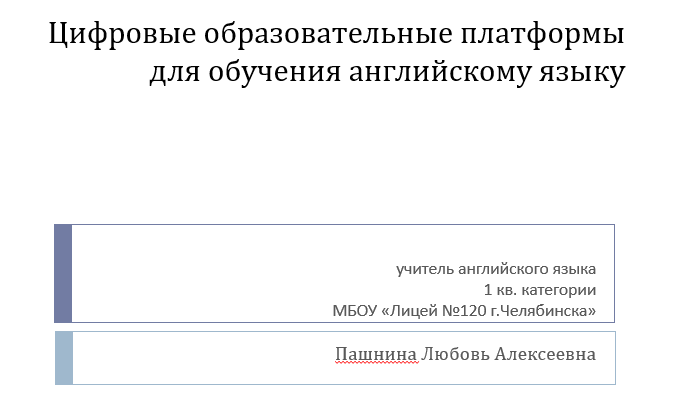 Цифровые образовательные платформы
для обучения английскому языку
учитель английского языка
1 кв. категории
МБОУ «Лицей №120 г.Челябинска»
Пашнина Любовь Алексеевна